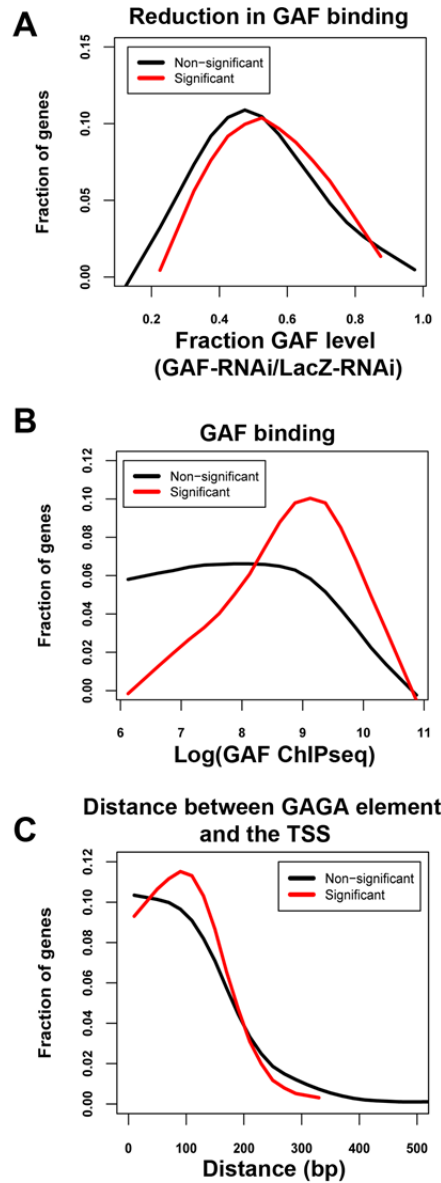 A
Reduction in GAF binding
Non-significant
Significant
Fraction of genes
0.15
0.10
0.05
0.00
0.2 0.4 0.6 0.8 1.0
Fraction GAF level
(GAF-RNAi/LacZ-RNAi)
B
GAF binding
Non-significant
Significant
Fraction of genes
0.12
0.10
0.08
0.06
0.04
0.02
0.00
6 7 8 9 10 11
Log(GAF ChIPseq)
C
Distance between GAGA element
and the TSS
Non-significant
Significant
Fraction of genes
0.12
0.10
0.08
0.06
0.04
0.02
0.00
0 100 200 300 400 500
Distance (bp)